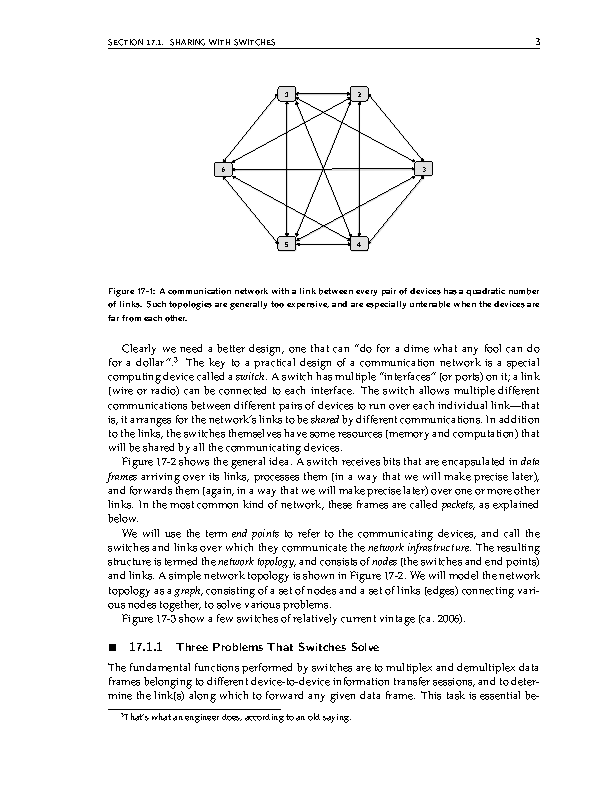 SECTION 17.1. SHARING WITH SWITCHES 3
1 2
6 3
5 4
Figure 17-1: A communication network with a link between every pair of devices has a quadratic number
of links. Such topologies are generally too expensive, and are especially untenable when the devices are
far from each other.
Clearly we need a better design, one that can “do for a dime what any fool can do
for a dollar”.³ The key to a practical design of a communication network is a special
computing device called a switch. A switch has multiple “interfaces” (or ports) on it; a link
(wire or radio) can be connected to each interface. The switch allows multiple different
communications between different pairs of devices to run over each individual link—that
is, it arranges for the network’s links to be shared by different communications. In addition
to the links, the switches themselves have some resources (memory and computation) that
will be shared by all the communicating devices.
Figure 17-2 shows the general idea. A switch receives bits that are encapsulated in data
frames arriving over its links, processes them (in a way that we will make precise later),
and forwards them (again, in a way that we will make precise later) over one or more other
links. In the most common kind of network, these frames are called packets, as explained
below.
We will use the term end points to refer to the communicating devices, and call the
switches and links over which they communicate the network infrastructure. The resulting
structure is termed the network topology, and consists of nodes (the switches and end points)
and links. A simple network topology is shown in Figure 17-2. We will model the network
topology as a graph, consisting of a set of nodes and a set of links (edges) connecting vari-
ous nodes together, to solve various problems.
Figure 17-3 show a few switches of relatively current vintage (ca. 2006).
■ 17.1.1 Three Problems That Switches Solve
The fundamental functions performed by switches are to multiplex and demultiplex data
frames belonging to different device-to-device information transfer sessions, and to deter-
mine the link(s) along which to forward any given data frame. This task is essential be-
³That’s what an engineer does, according to an old saying.